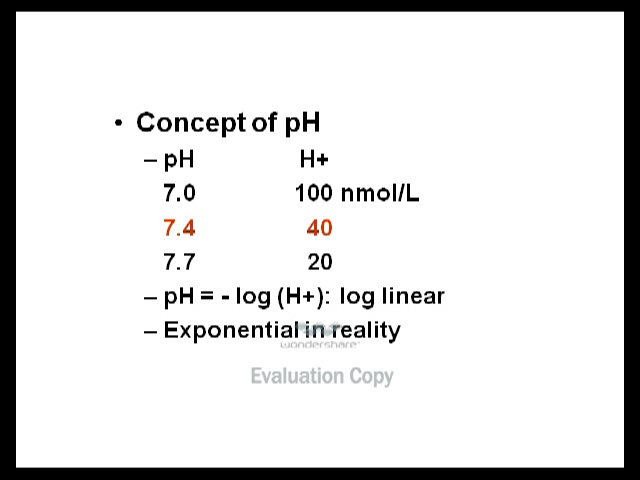 • Concept of pH
– pH H+
7.0 100 nmol/L
7.4 40
7.7 20
– pH = - log (H+): log linear
– Exponential in reality
wondershare™
Evaluation Copy